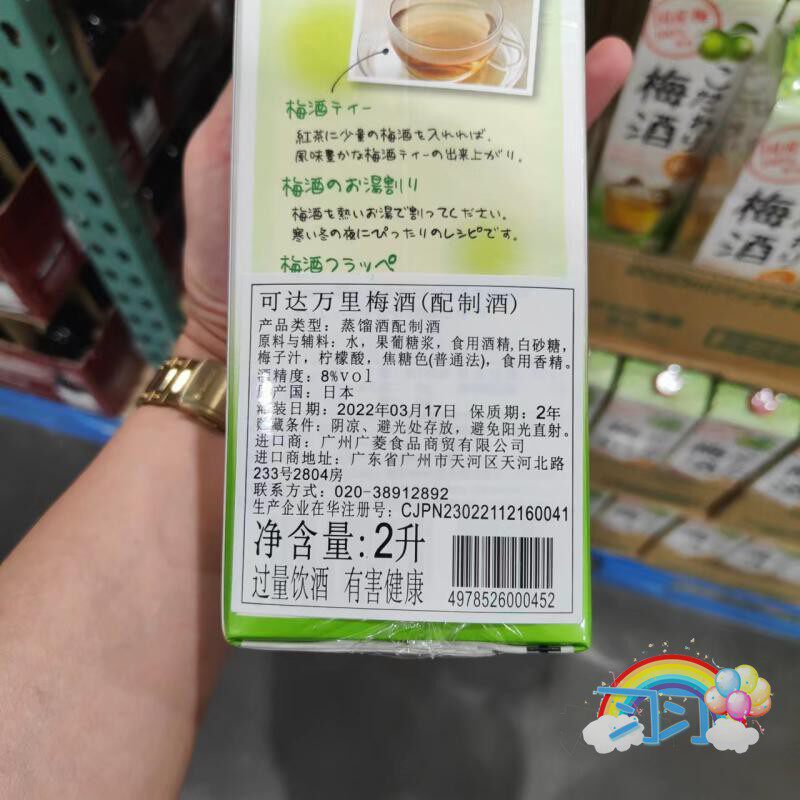 梅酒ティー
紅茶に少量の梅酒を入れれば、
風味豊かな梅酒ティーの出来上がり。
梅酒のお湯割り
梅酒を熱いお湯で割ってください。
寒い冬の夜にぴったりのレシピです。
梅酒フラッペ
可达万里梅酒(配制酒)
产品类型: 蒸馏酒配制酒
原料与辅料: 水, 果葡糖浆, 食用酒精, 白砂糖,
梅子汁, 柠檬酸, 焦糖色(普通法), 食用香精。
酒精度: 8%vol
原产国: 日本
灌装日期: 2022年03月17日 保质期: 2年
贮藏条件: 阴凉、避光处存放, 避免阳光直射。
进口商: 广州广菱食品商贸有限公司
进口商地址: 广东省广州市天河区天河北路
233号2804房
联系方式: 020-38912892
生产企业在华注册号: CJPN23022112160041
净含量: 2升
过量饮酒 有害健康
4978526000452
国産梅
100%
こだわり
梅酒
梅酒